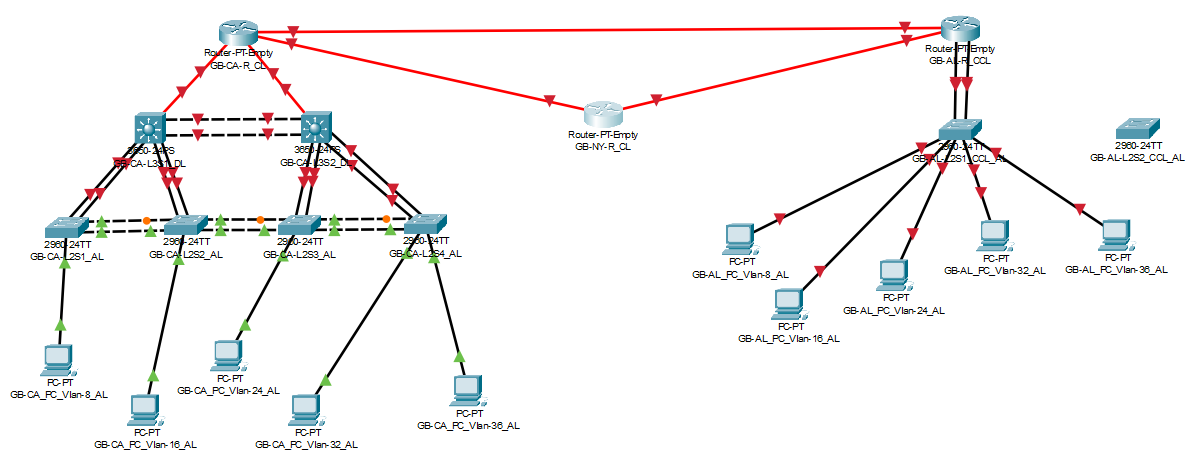 Router-PT-Empty
GB-CA-R_CL
Router-PT-Empty
GB-AL-R_CCL
Router-PT-Empty
GB-NY-R_CL
3650-24PS
GB-CA-L3S1_DL
3650-24PS
GB-CA-L3S2_DL
2960-24TT
GB-AL-L2S1_CCL_AL
2960-24TT
GB-AL-L2S2_CCL_AL
2960-24TT
GB-CA-L2S1_AL
2960-24TT
GB-CA-L2S2_AL
2960-24TT
GB-CA-L2S3_AL
2960-24TT
GB-CA-L2S4_AL
PC-PT
GB-AL_PC_Vlan-8_AL
PC-PT
GB-AL_PC_Vlan-16_AL
PC-PT
GB-AL_PC_Vlan-24_AL
PC-PT
GB-AL_PC_Vlan-32_AL
PC-PT
GB-AL_PC_Vlan-36_AL
PC-PT
GB-CA_PC_Vlan-8_AL
PC-PT
GB-CA_PC_Vlan-16_AL
PC-PT
GB-CA_PC_Vlan-24_AL
PC-PT
GB-CA_PC_Vlan-32_AL
PC-PT
GB-CA_PC_Vlan-36_AL